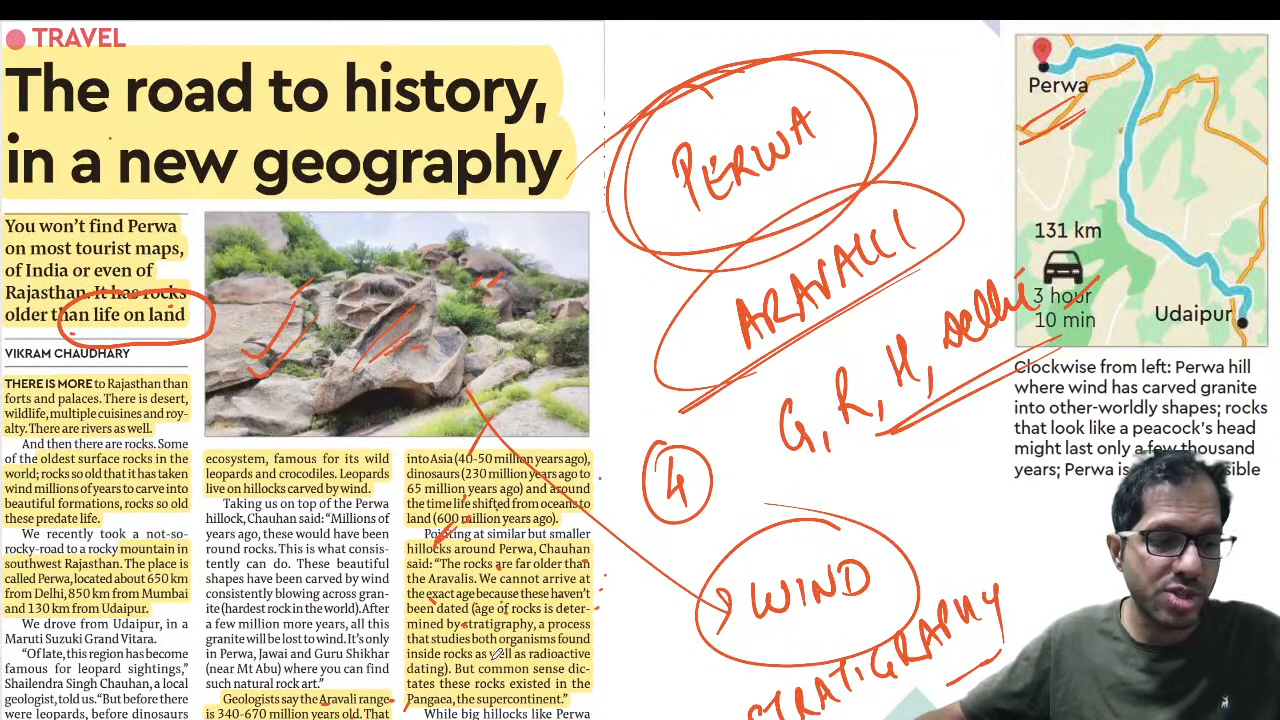 TRAVEL
The road to history,
in a new geography
You won't find Perwa
on most tourist maps,
of India or even of
Rajasthan. It has rocks
older than life on land
VIKRAM CHAUDHARY
THERE IS MORE to Rajasthan than
forts and palaces. There is desert,
wildlife, multiple cuisines and roy-
alty. There are rivers as well.
And then there are rocks. Some
of the oldest surface rocks in the
world; rocks so old that it has taken
wind millions of years to carve into
beautiful formations, rocks so old
these predate life.
We recently took a not-so-
rocky-road to a rocky mountain in
southwest Rajasthan. The place is
called Perwa, located about 650 km
from Delhi, 850 km from Mumbai
and 130 km from Udaipur.
We drove from Udaipur, in a
Maruti Suzuki Grand Vitara.
"Of late, this region has become
famous for leopard sightings,"
Shailendra Singh Chauhan, a local
geologist, told us. "But before there
were leopards, before dinosaurs
ecosystem, famous for its wild
leopards and crocodiles. Leopards
live on hillocks carved by wind.
Taking us on top of the Perwa
hillock, Chauhan said: "Millions of
years ago, these would have been
round rocks. This is what consis-
tently can do. These beautiful
shapes have been carved by wind
consistently blowing across gran-
ite (hardest rock in the world). After
a few million more years, all this
granite will be lost to wind. It's only
in Perwa, Jawai and Guru Shikhar
(near Mt Abu) where you can find
such natural rock art."
Geologists say the Aravali range
is 340-670 million years old. That
into Asia (40-50 million years ago),
dinosaurs (230 million years ago to
65 million years ago) and around
the time life shifted from oceans to
land (600 million years ago).
Pointing at similar but smaller
hillocks around Perwa, Chauhan
said: "The rocks are far older than
the Aravalis. We cannot arrive at
the exact age because these haven't
been dated (age of rocks is deter-
mined by stratigraphy, a process
that studies both organisms found
inside rocks as well as radioactive
dating). But common sense dic-
tates these rocks existed in the
Pangaea, the supercontinent."
While big hillocks like Perwa
PERWA
ARAVALLI
G, R, H, Delhi
4
WIND
STRATIGRAPHY
Perwa
131 km
3 hour
10 min
Udaipur
Clockwise from left: Perwa hill
where wind has carved granite
into other-worldly shapes; rocks
that look like a peacock's head
might last only a few thousand
years; Perwa is